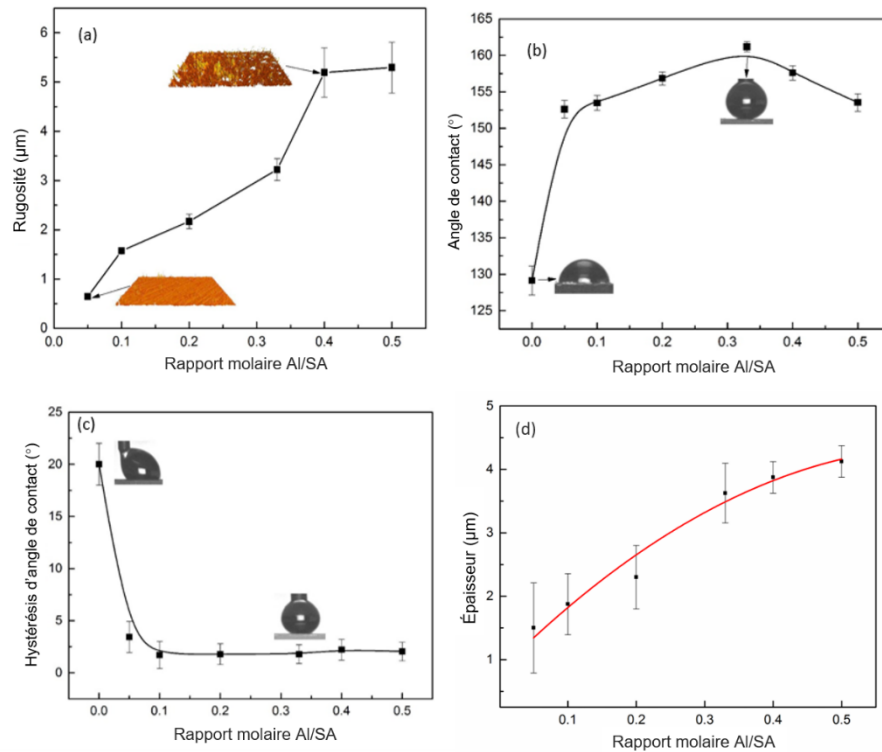 (a)
Rugosité (µm)
6
5
4
3
2
1
0
0.1 0.2 0.3 0.4 0.5
Rapport molaire Al/SA
(b)
Angle de contact (°)
165
160
155
150
145
140
135
130
125
0.0 0.1 0.2 0.3 0.4 0.5
Rapport molaire Al/SA
(c)
Hystérésis d'angle de contact (°)
25
20
15
10
5
0
0.0 0.1 0.2 0.3 0.4 0.5
Rapport molaire Al/SA
(d)
Épaisseur (µm)
5
4
3
2
1
0.1 0.2 0.3 0.4 0.5
Rapport molaire Al/SA